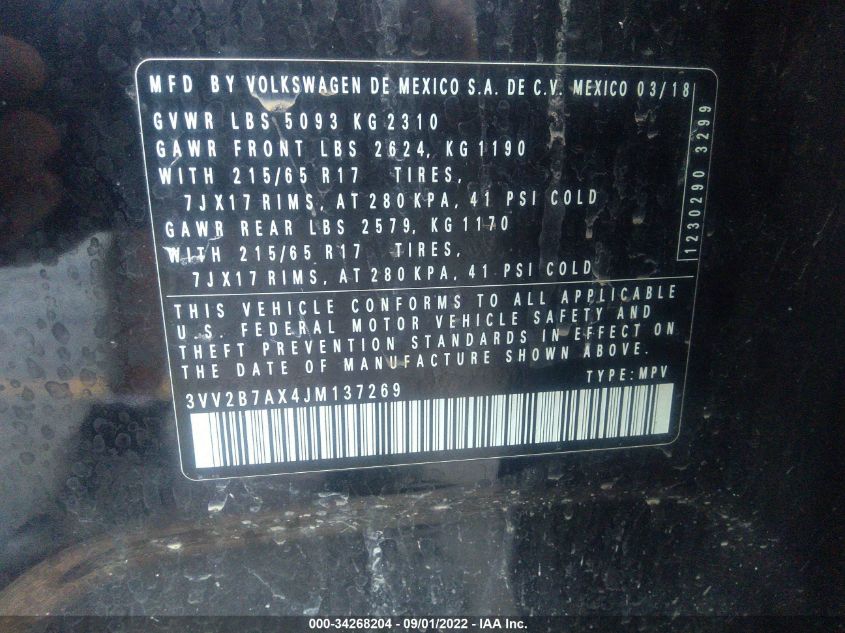 MFD BY VOLKSWAGEN DE MEXICO S.A. DE C.V. MEXICO 03/18
GVWR LBS 5093 KG 2310
GAWR FRONT LBS 2624, KG 1190
WITH 215/65 R17 TIRES,
7JX17 RIMS, AT 280 KPA, 41 PSI COLD
GAWR REAR LBS 2579, KG 1170
WITH 215/65 R17 TIRES,
7JX17 RIMS, AT 280 KPA, 41 PSI COLD
1230290 3299
THIS VEHICLE CONFORMS TO ALL APPLICABLE
U.S. FEDERAL MOTOR VEHICLE SAFETY AND
THEFT PREVENTION STANDARDS IN EFFECT ON
THE DATE OF MANUFACTURE SHOWN ABOVE.
TYPE: MPV
3VV2B7AX4JM137269
000-34268204 - 09/01/2022 - IAA Inc.